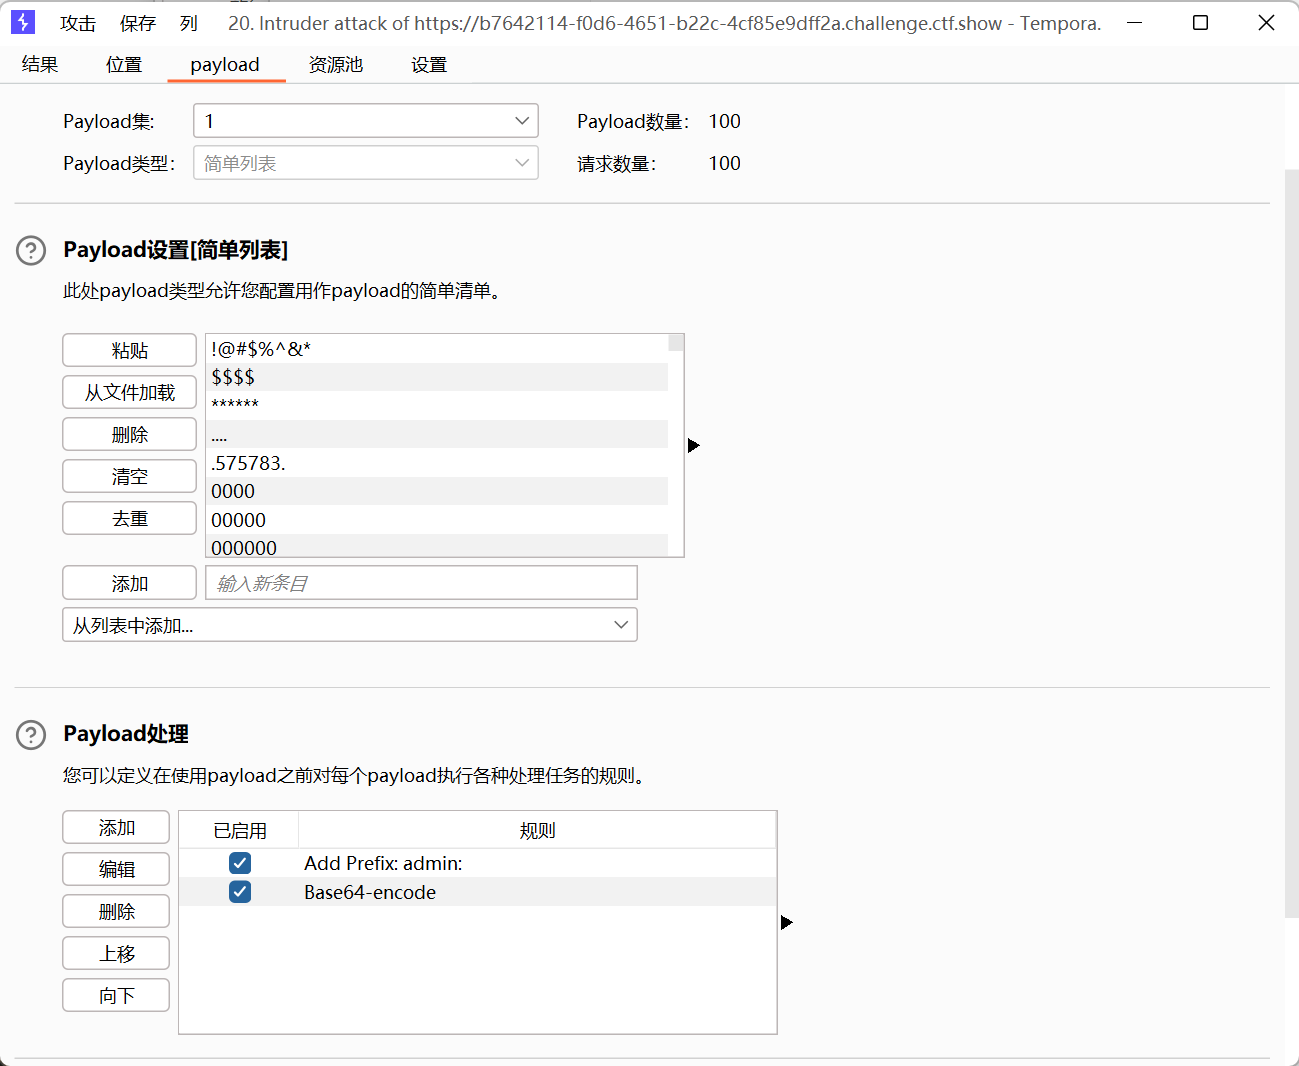 攻击 保存 列 20. Intruder attack of https://b7642114-f0d6-4651-b22c-4cf85e9dff2a.challenge.ctf.show - Tempora.
结果 位置 payload 资源池 设置
Payload集: 1 Payload数量: 100
Payload类型: 简单列表 请求数量: 100
Payload设置[简单列表]
此处payload类型允许您配置用作payload的简单清单。
粘贴
从文件加载
删除
清空
去重
!@#$%^&*
$$$$
******
....
.575783.
0000
00000
000000
添加 输入新条目
从列表中添加...
Payload处理
您可以定义在使用payload之前对每个payload执行各种处理任务的规则。
添加
编辑
删除
上移
向下
已启用 规则
Add Prefix: admin:
Base64-encode